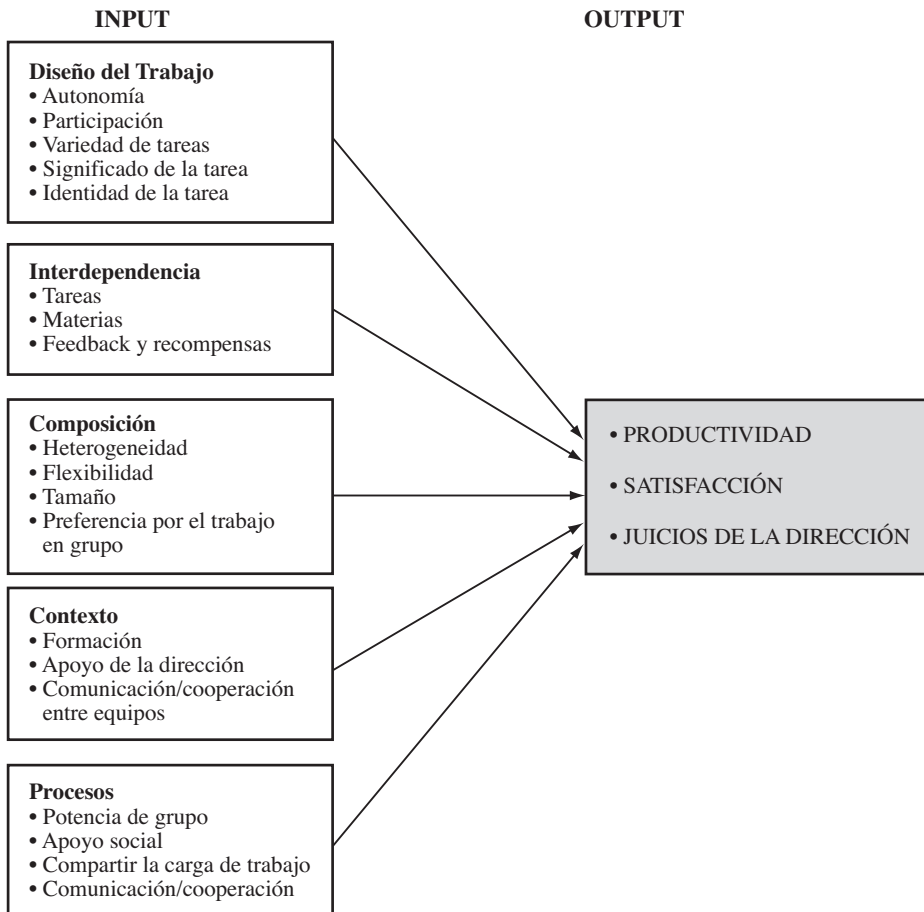 INPUT
OUTPUT
Diseño del Trabajo
• Autonomía
• Participación
• Variedad de tareas
• Significado de la tarea
• Identidad de la tarea
Interdependencia
• Tareas
• Materias
• Feedback y recompensas
Composición
• Heterogeneidad
• Flexibilidad
• Tamaño
• Preferencia por el trabajo
en grupo
Contexto
• Formación
• Apoyo de la dirección
• Comunicación/cooperación
entre equipos
Procesos
• Potencia de grupo
• Apoyo social
• Compartir la carga de trabajo
• Comunicación/cooperación
• PRODUCTIVIDAD
• SATISFACCIÓN
• JUICIOS DE LA DIRECCIÓN